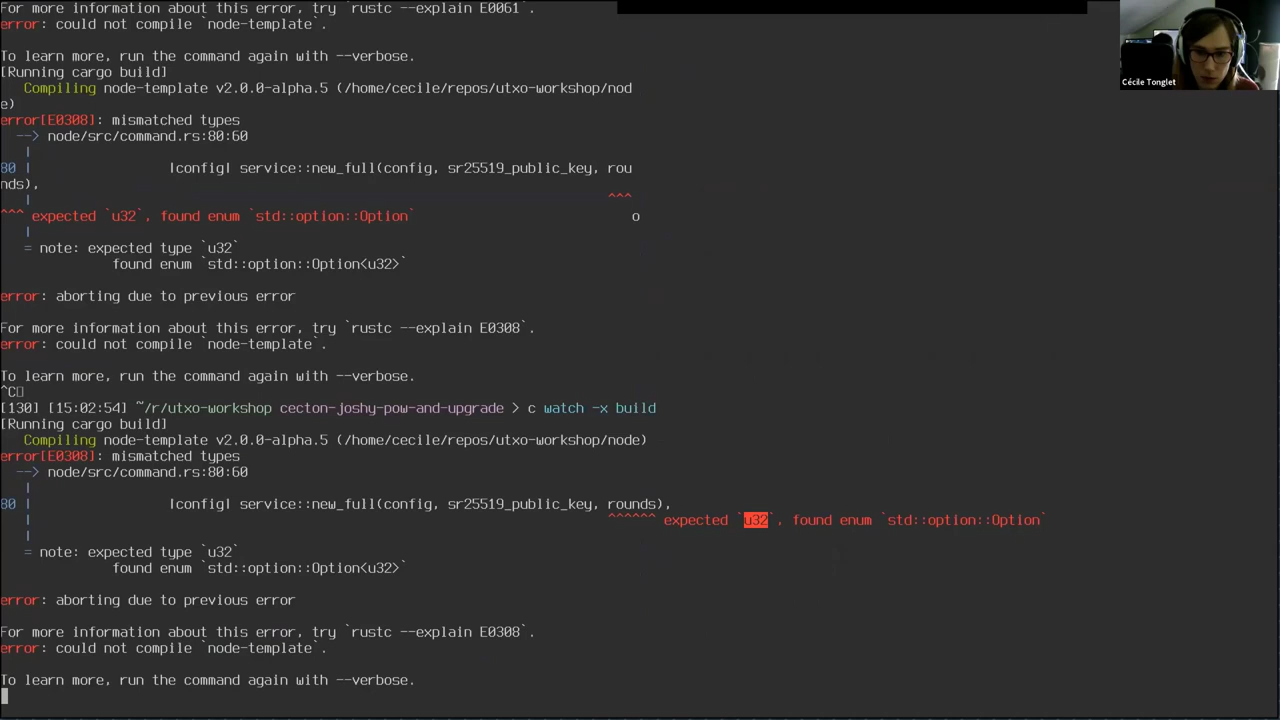 For more information about this error, try `rustc --explain E0061`.
error: could not compile `node-template`.
To learn more, run the command again with --verbose.
[Running cargo build]
Compiling node-template v2.0.0-alpha.5 (/home/cecile/repos/utxo-workshop/nod
e)
error[E0308]: mismatched types
--> node/src/command.rs:80:60
|
80 | |config| service::new_full(config, sr25519_public_key, rou
nds),
| ^^^
^^^ expected `u32`, found enum `std::option::Option` o
|
= note: expected type `u32`
found enum `std::option::Option<u32>`
error: aborting due to previous error
For more information about this error, try `rustc --explain E0308`.
error: could not compile `node-template`.
To learn more, run the command again with --verbose.
^C▯
[130] [15:02:54] ~/r/utxo-workshop cecton-joshy-pow-and-upgrade > c watch -x build
[Running cargo build]
Compiling node-template v2.0.0-alpha.5 (/home/cecile/repos/utxo-workshop/node)
error[E0308]: mismatched types
--> node/src/command.rs:80:60
|
80 | |config| service::new_full(config, sr25519_public_key, rounds),
| ^^^^^^ expected `u32`, found enum `std::option::Option`
|
= note: expected type `u32`
found enum `std::option::Option<u32>`
error: aborting due to previous error
For more information about this error, try `rustc --explain E0308`.
error: could not compile `node-template`.
To learn more, run the command again with --verbose.
Cécile Tonglet